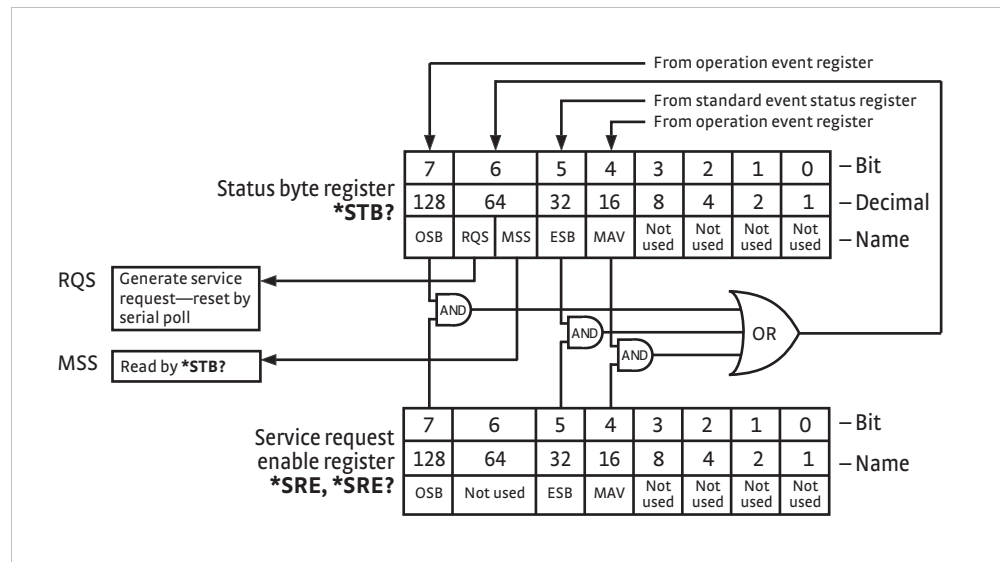 From operation event register
From standard event status register
From operation event register
7 6 5 4 3 2 1 0 – Bit
Status byte register
*STB?
128 64 32 16 8 4 2 1 – Decimal
OSB RQS MSS ESB MAV Not used Not used Not used Not used – Name
RQS
Generate service
request—reset by
serial poll
AND
AND
OR
AND
MSS
Read by *STB?
7 6 5 4 3 2 1 0 – Bit
Service request
enable register
*SRE, *SRE?
128 64 32 16 8 4 2 1 – Name
OSB Not used ESB MAV Not used Not used Not used Not used